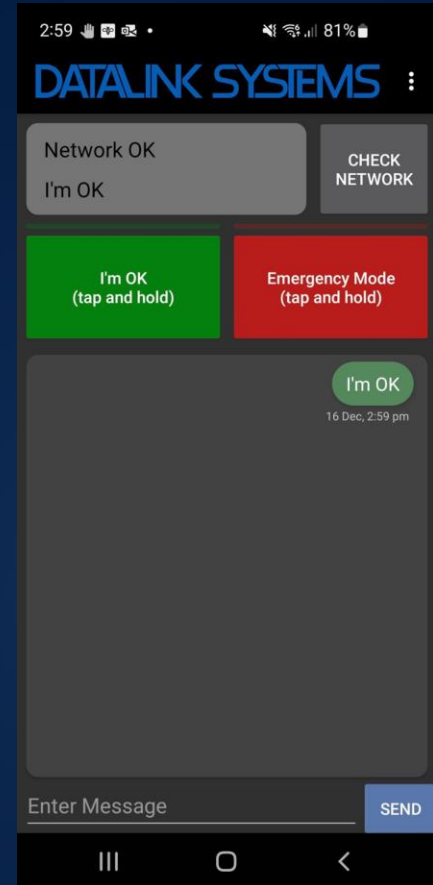 2:59 81%
DATALINK SYSTEMS
Network OK
I'm OK
CHECK
NETWORK
I'm OK
(tap and hold)
Emergency Mode
(tap and hold)
I'm OK
16 Dec, 2:59 pm
Enter Message
SEND